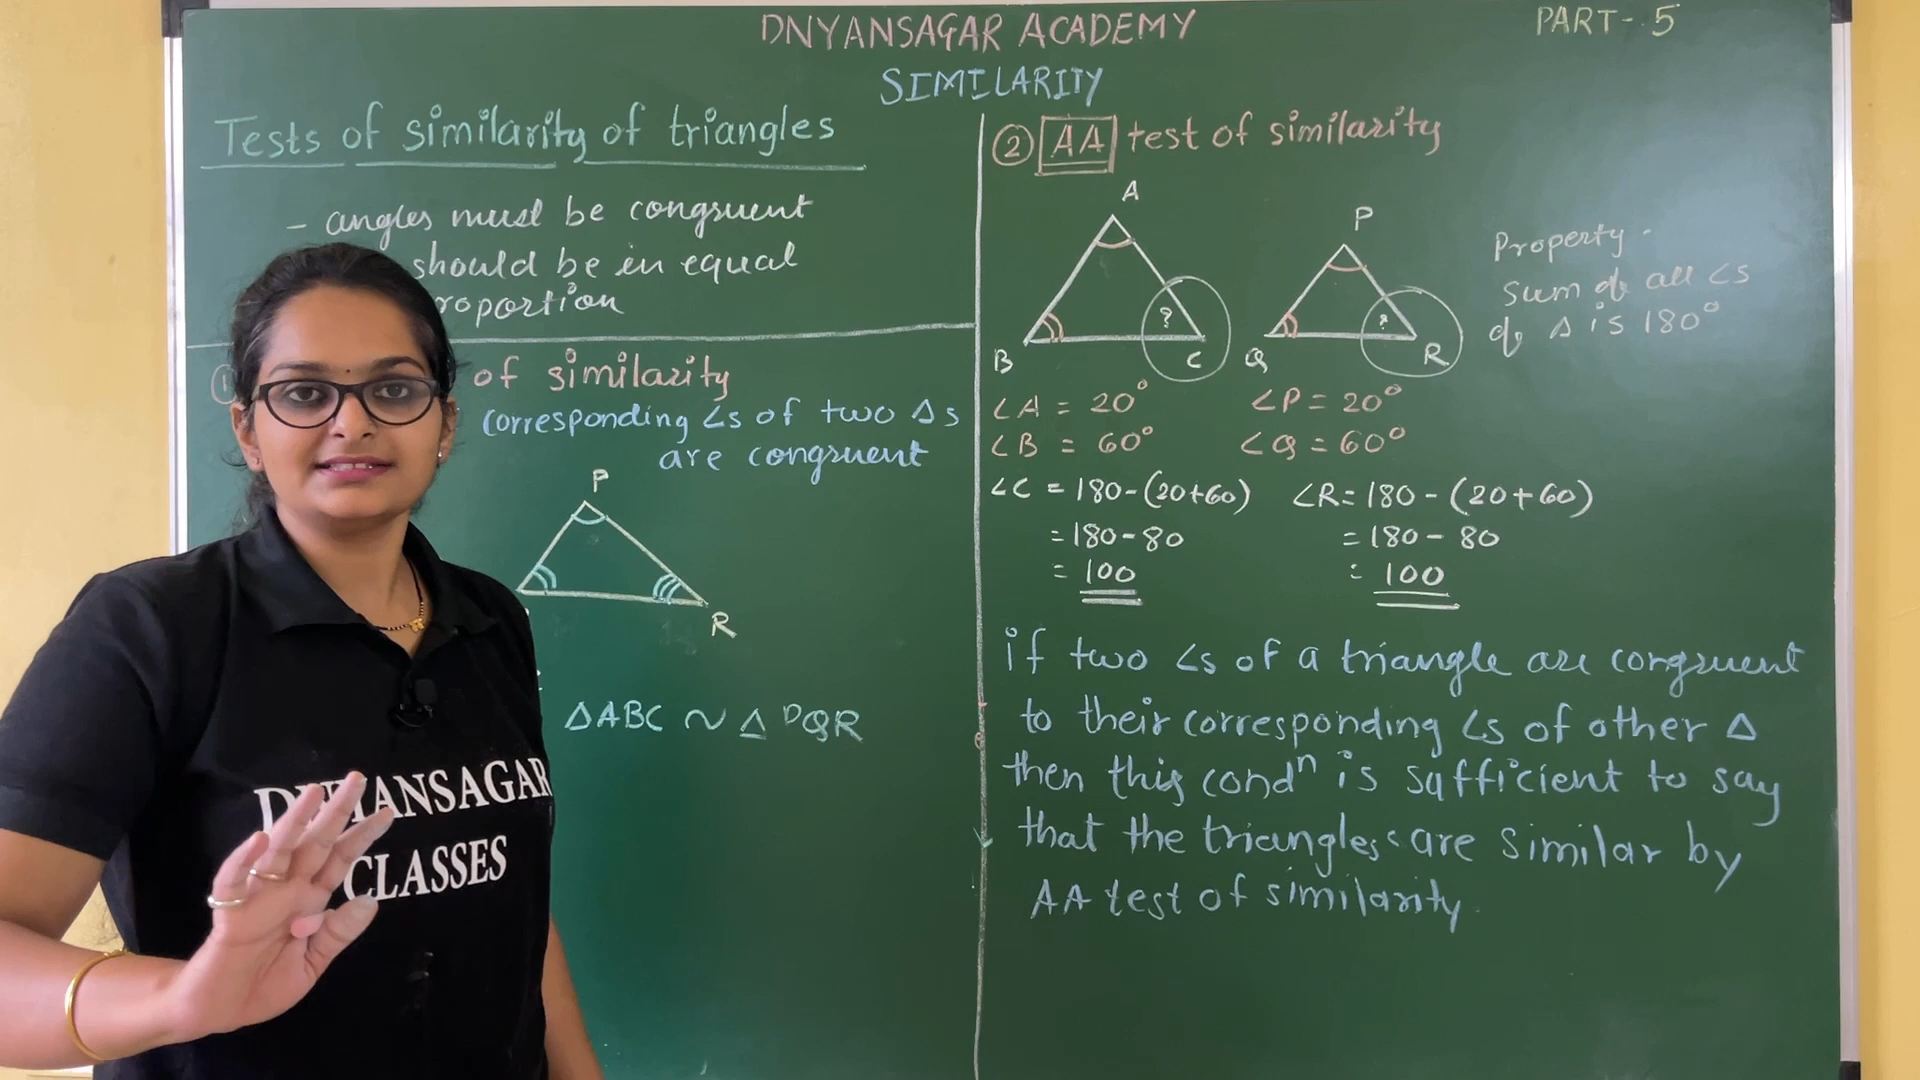 DNYANSAGAR ACADEMY
PART-5
SIMILARITY
Tests of similarity of triangles
- angles must be congruent
should be in equal
roportion
① of similarity
corresponding ∠s of two Δs
are congruent
P
R
ΔABC ~ Δ PQR
② AA test of similarity
A
B
C
?
P
Q
R
?
Property -
sum of all ∠s
of Δ is 180°
∠A = 20° ∠P = 20°
∠B = 60° ∠Q = 60°
∠C = 180-(20+60) ∠R = 180-(20+60)
= 180-80 = 180-80
= 100 = 100
if two ∠s of a triangle are congruent
to their corresponding ∠s of other Δ
then this condⁿ is sufficient to say
that the triangles are similar by
AA test of similarity.
DNYANSAGAR
CLASSES